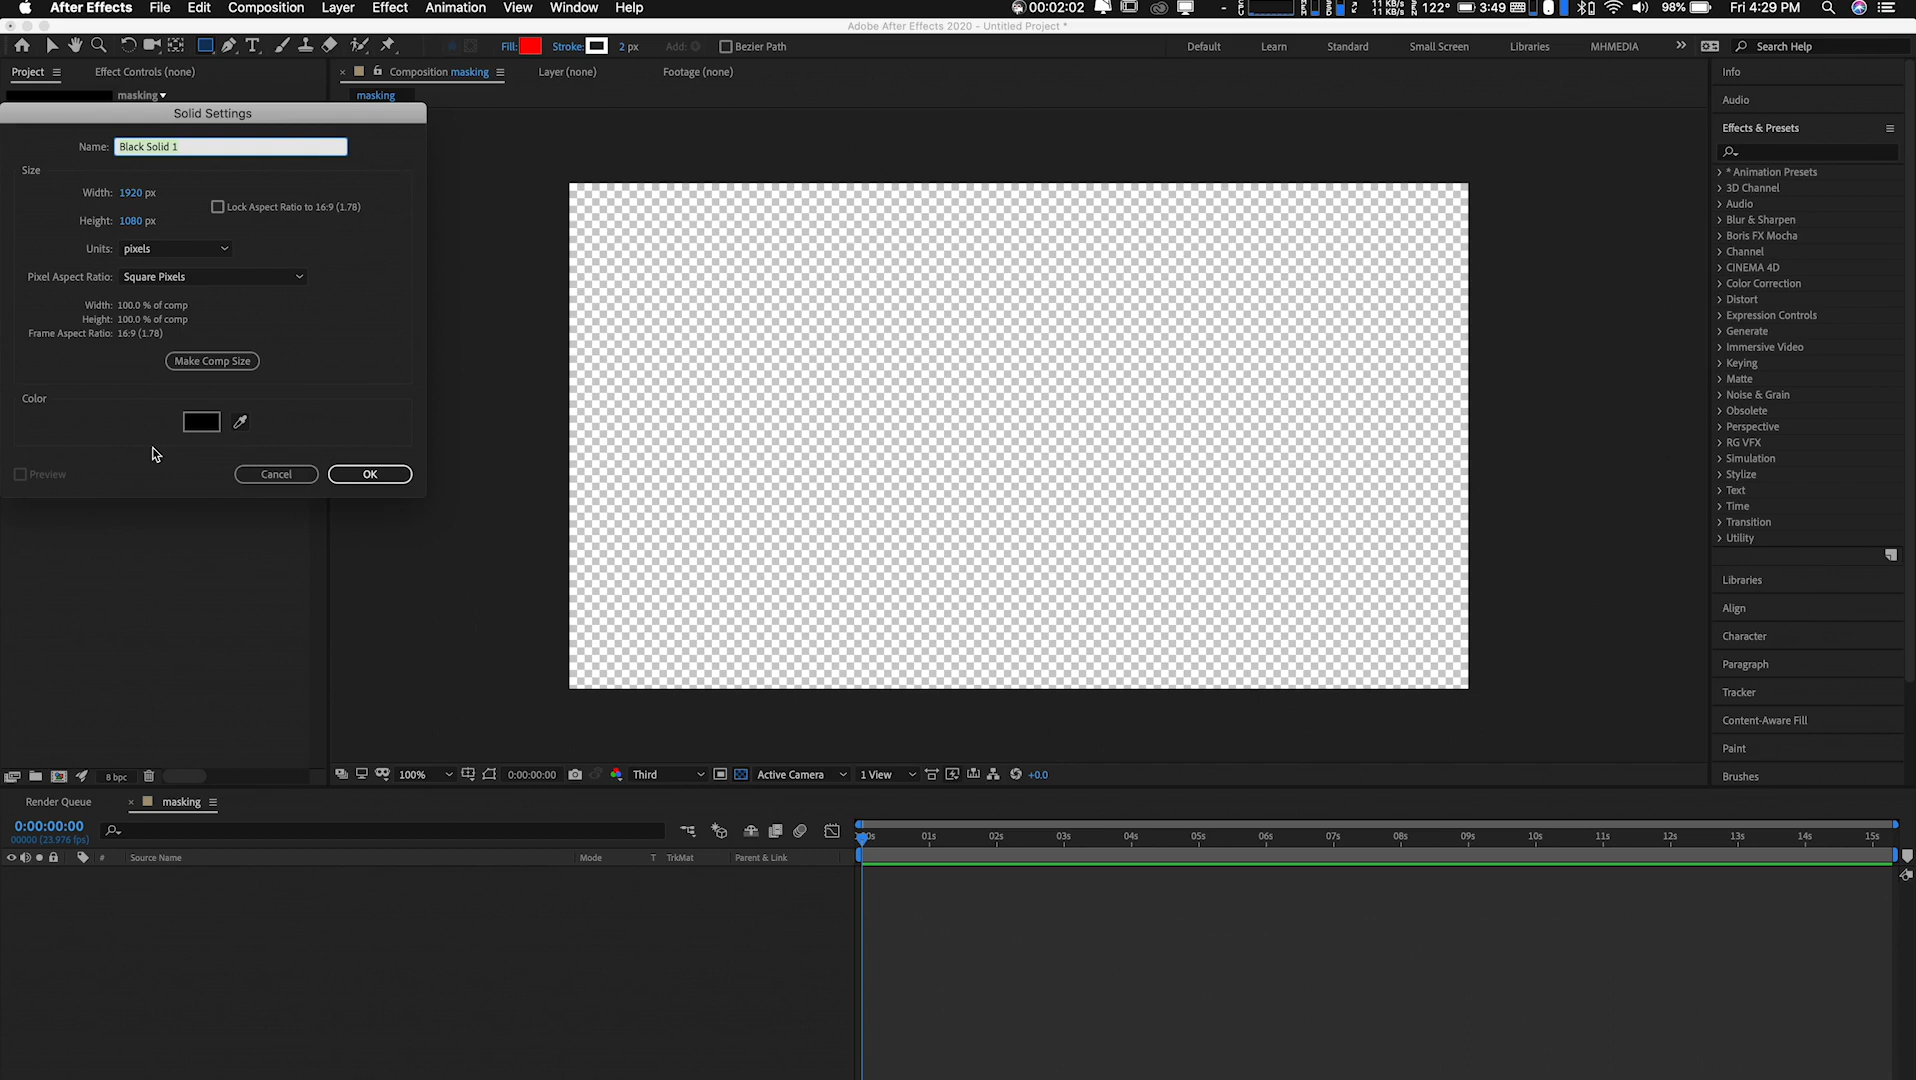 After Effects File Edit Composition Layer Effect Animation View Window Help 00:02:02 11 KB/s 11 KB/s 122° 3:49 98% Fri 4:29 PM
Adobe After Effects 2020 - Untitled Project *
Fill: Stroke: 2 px Add: Bezier Path Default Learn Standard Small Screen Libraries MHMEDIA Search Help
Project Effect Controls (none) Composition masking Layer (none) Footage (none) Info
masking masking
Audio
Solid Settings
Effects & Presets
Name: Black Solid 1
Size
Width: 1920 px
Lock Aspect Ratio to 16:9 (1.78)
Height: 1080 px
Units: pixels
Pixel Aspect Ratio: Square Pixels
Width: 100.0 % of comp
Height: 100.0 % of comp
Frame Aspect Ratio: 16:9 (1.78)
Make Comp Size
Color
Preview Cancel OK
* Animation Presets
3D Channel
Audio
Blur & Sharpen
Boris FX Mocha
Channel
CINEMA 4D
Color Correction
Distort
Expression Controls
Generate
Immersive Video
Keying
Matte
Noise & Grain
Obsolete
Perspective
RG VFX
Simulation
Stylize
Text
Time
Transition
Utility
Libraries
Align
Character
Paragraph
Tracker
Content-Aware Fill
Paint
Brushes
8 bpc 100% 0:00:00:00 Third Active Camera 1 View +0.0
Render Queue masking
0:00:00:00
00000 (23.976 fps)
01s 02s 03s 04s 05s 06s 07s 08s 09s 10s 11s 12s 13s 14s 15s
# Source Name Mode T TrkMat Parent & Link